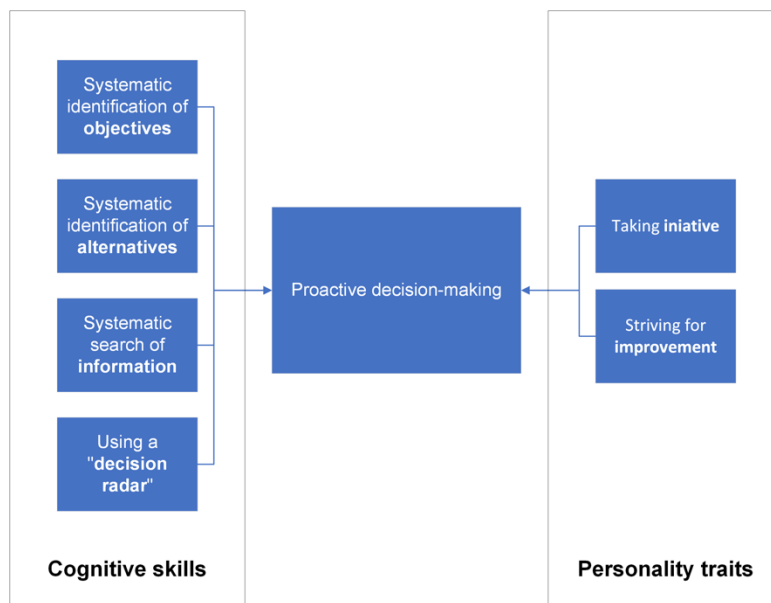 Systematic
identification of
objectives
Systematic
identification of
alternatives
Systematic
search of
information
Using a
"decision
radar"
Cognitive skills
Proactive decision-making
Taking iniative
Striving for
improvement
Personality traits